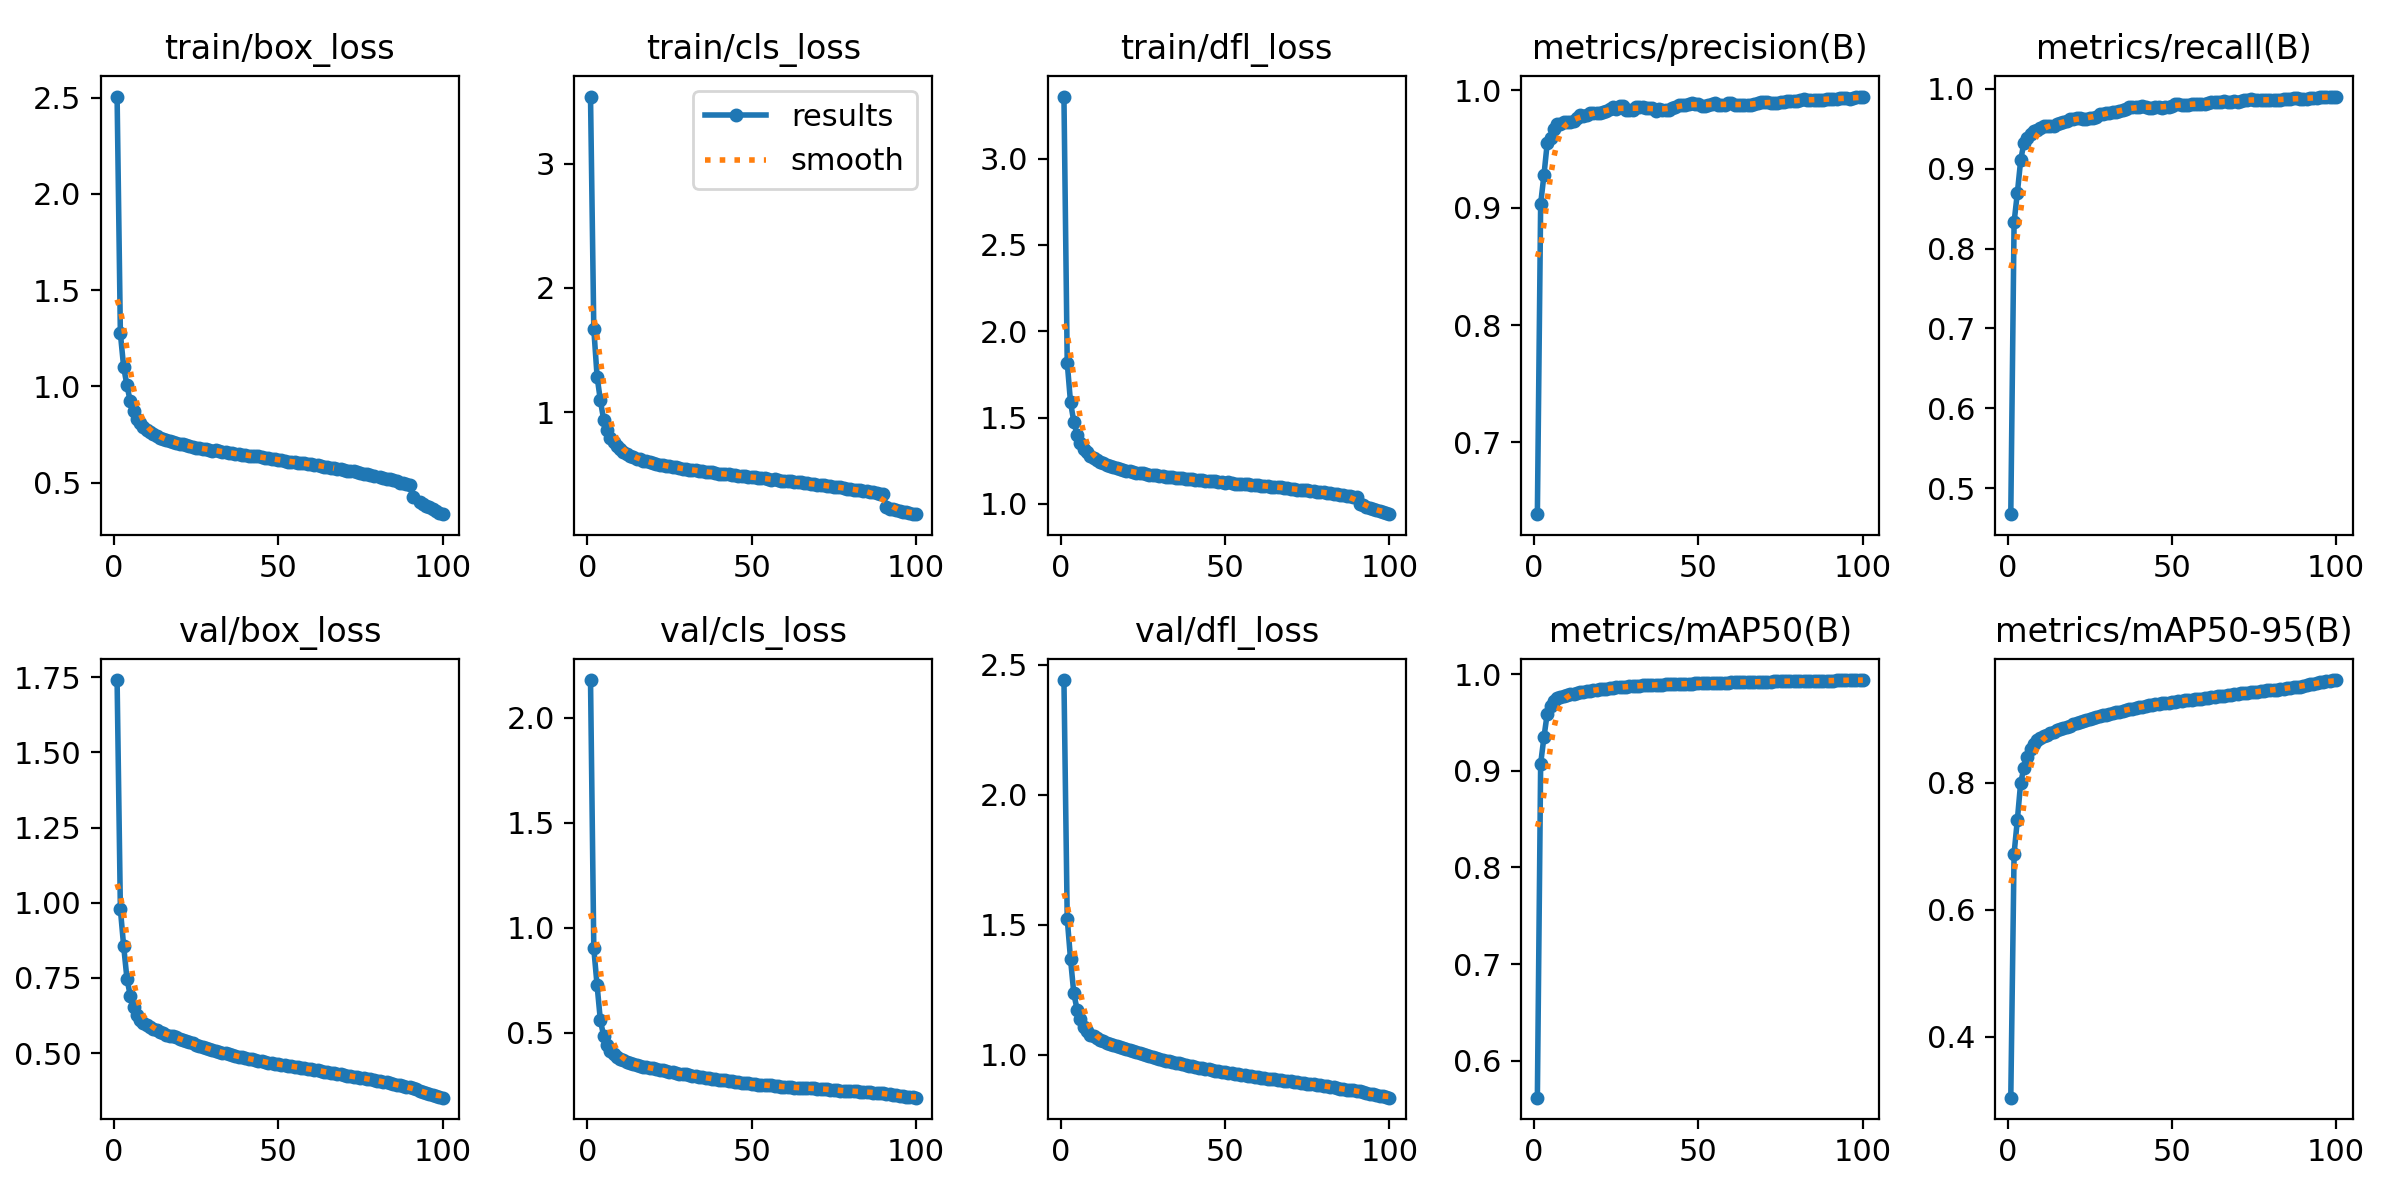 train/box_loss
2.5
2.0
1.5
1.0
0.5
0 50 100
train/cls_loss
results
smooth
3
2
1
0 50 100
train/dfl_loss
3.0
2.5
2.0
1.5
1.0
0 50 100
metrics/precision(B)
1.0
0.9
0.8
0.7
0 50 100
metrics/recall(B)
1.0
0.9
0.8
0.7
0.6
0.5
0 50 100
val/box_loss
1.75
1.50
1.25
1.00
0.75
0.50
0 50 100
val/cls_loss
2.0
1.5
1.0
0.5
0 50 100
val/dfl_loss
2.5
2.0
1.5
1.0
0 50 100
metrics/mAP50(B)
1.0
0.9
0.8
0.7
0.6
0 50 100
metrics/mAP50-95(B)
0.8
0.6
0.4
0 50 100